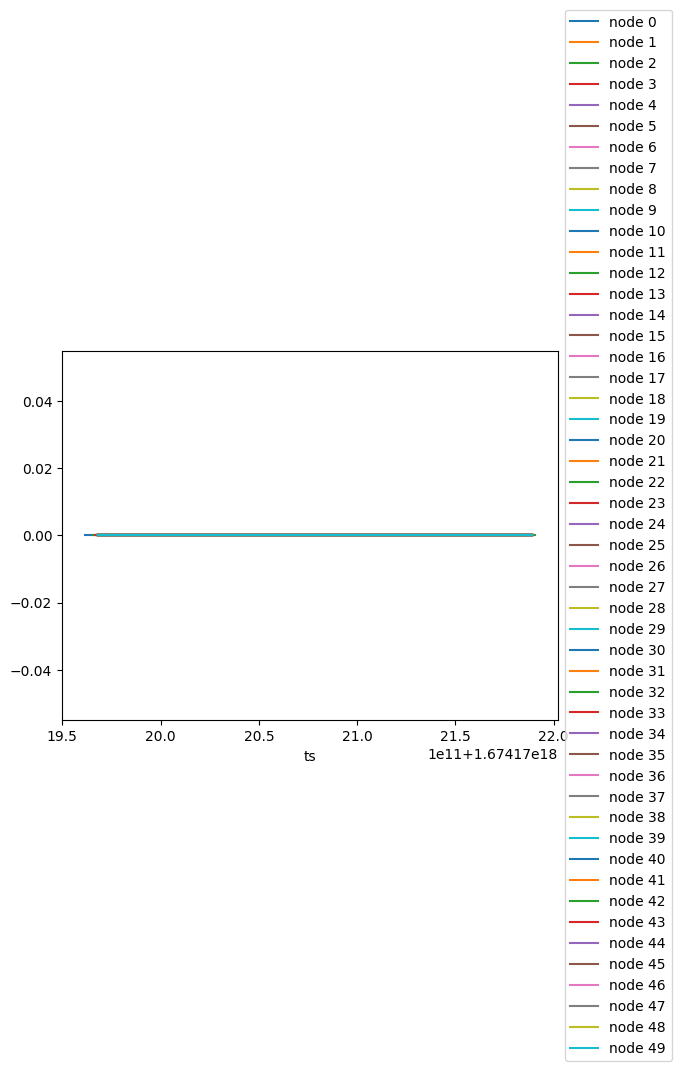 node 0
node 1
node 2
node 3
node 4
node 5
node 6
node 7
node 8
node 9
node 10
node 11
node 12
node 13
node 14
node 15
node 16
node 17
node 18
node 19
node 20
node 21
node 22
node 23
node 24
node 25
node 26
node 27
node 28
node 29
node 30
node 31
node 32
node 33
node 34
node 35
node 36
node 37
node 38
node 39
node 40
node 41
node 42
node 43
node 44
node 45
node 46
node 47
node 48
node 49
0.04
0.02
0.00
−0.02
−0.04
19.5 20.0 20.5 21.0 21.5 22.0
1e11+1.67417e18
ts